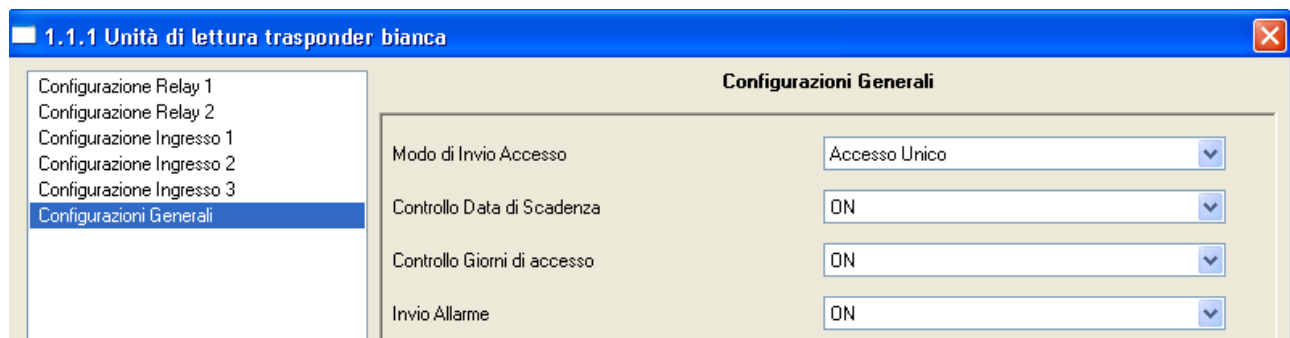 1.1.1 Unità di lettura trasponder bianca
Configurazione Relay 1
Configurazione Relay 2
Configurazione Ingresso 1
Configurazione Ingresso 2
Configurazione Ingresso 3
Configurazioni Generali
Configurazioni Generali
Modo di Invio Accesso Accesso Unico
Controllo Data di Scadenza ON
Controllo Giorni di accesso ON
Invio Allarme ON